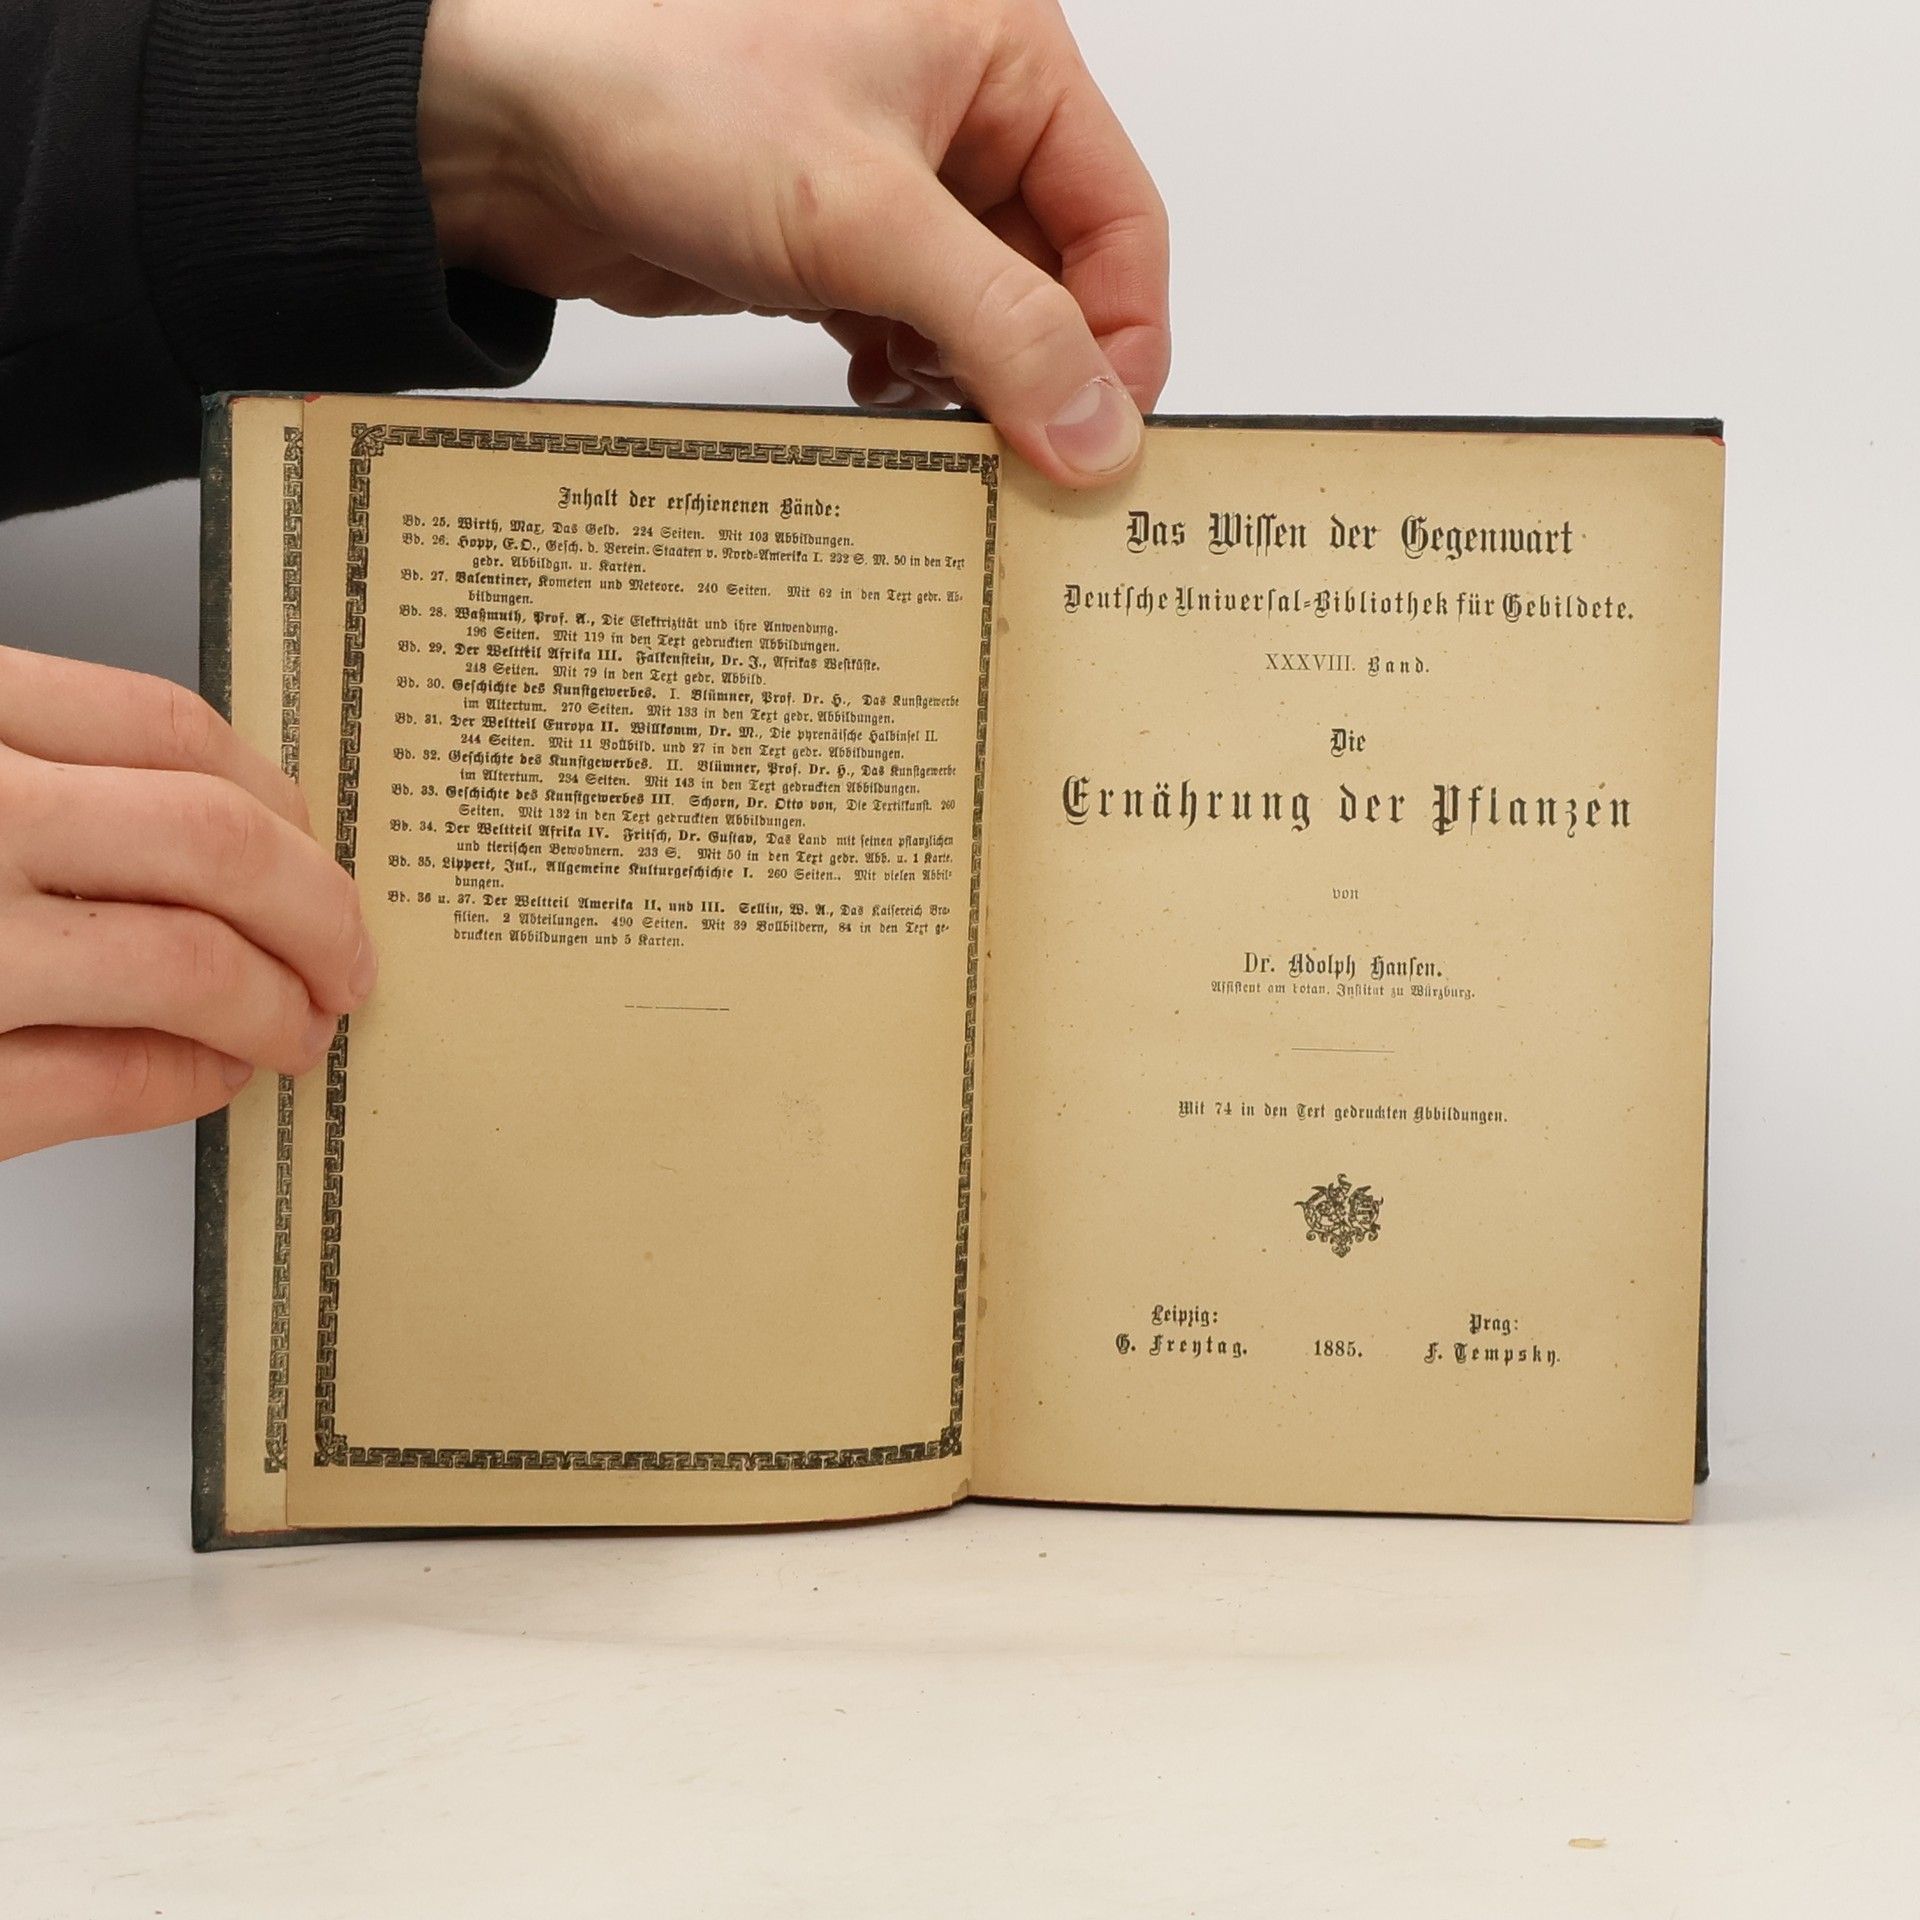 Inhalt der erſchienenen Bände:
Bd. 25. Wirth, Max, Das Geld. 224 Seiten. Mit 103 Abbildungen.
Bd. 26. Hopp, E.O., Geſch. d. Verein. Staaten v. Nord-Amerika I. 232 S. M. 50 in den Text
gedr. Abbildgn. u. Karten.
Bd. 27. Valentiner, Kometen und Meteore. 240 Seiten. Mit 62 in den Text gedr. Ab-
bildungen.
Bd. 28. Waßmuth, Prof. A., Die Elektrizität und ihre Anwendung.
196 Seiten. Mit 119 in den Text gedruckten Abbildungen.
Bd. 29. Der Weltteil Afrika III. Falkenſtein, Dr. J., Afrikas Weſtküſte.
248 Seiten. Mit 79 in den Text gedr. Abbild.
Bd. 30. Geſchichte des Kunſtgewerbes. I. Blümner, Prof. Dr. H., Das Kunſtgewerbe
im Altertum. 270 Seiten. Mit 133 in den Text gedr. Abbildungen.
Bd. 31. Der Weltteil Europa II. Willkomm, Dr. M., Die pyrenäiſche Halbinſel II.
244 Seiten. Mit 11 Vollbild. und 27 in den Text gedr. Abbildungen.
Bd. 32. Geſchichte des Kunſtgewerbes. II. Blümner, Prof. Dr. H., Das Kunſtgewerbe
im Altertum. 234 Seiten. Mit 143 in den Text gedruckten Abbildungen.
Bd. 33. Geſchichte des Kunſtgewerbes III. Schorn, Dr. Otto von, Die Textilkunſt. 260
Seiten. Mit 132 in den Text gedruckten Abbildungen.
Bd. 34. Der Weltteil Afrika IV. Fritſch, Dr. Guſtav, Das Land mit ſeinen pflanzlichen
und tieriſchen Bewohnern. 233 S. Mit 50 in den Text gedr. Abb. u. 1 Karte.
Bd. 35. Lippert, Jul., Allgemeine Kulturgeſchichte I. 260 Seiten.. Mit vielen Abbil-
dungen.
Bd. 36 u. 37. Der Weltteil Amerika II. und III. Sellin, W. A., Das Kaiſereich Bra-
ſilien. 2 Abteilungen. 490 Seiten. Mit 39 Vollbildern, 84 in den Text ge-
druckten Abbildungen und 5 Karten.
Das Wiſſen der Gegenwart
Deutſche Univerſal-Bibliothek für Gebildete.
XXXVIII. Band.
Die
Ernährung der Pflanzen
von
Dr. Adolph Hanſen.
Aſſiſtent am botan. Inſtitut zu Würzburg.
Mit 74 in den Text gedruckten Abbildungen.
Leipzig: Prag:
G. Freytag. 1885. F. Tempsky.